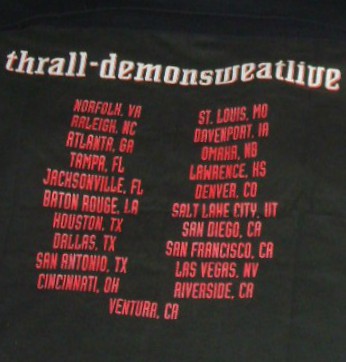 thrall-demonsweatlive
NORFOLK, VA
RALEIGH, NC
ATLANTA, GA
TAMPA, FL
JACKSONVILLE, FL
BATON ROUGE, LA
HOUSTON, TX
DALLAS, TX
SAN ANTONIO, TX
CINCINNATI, OH
ST. LOUIS, MO
DAVENPORT, IA
OMAHA, NB
LAWRENCE, KS
DENVER, CO
SALT LAKE CITY, UT
SAN DIEGO, CA
SAN FRANCISCO, CA
LAS VEGAS, NV
RIVERSIDE, CA
VENTURA, CA